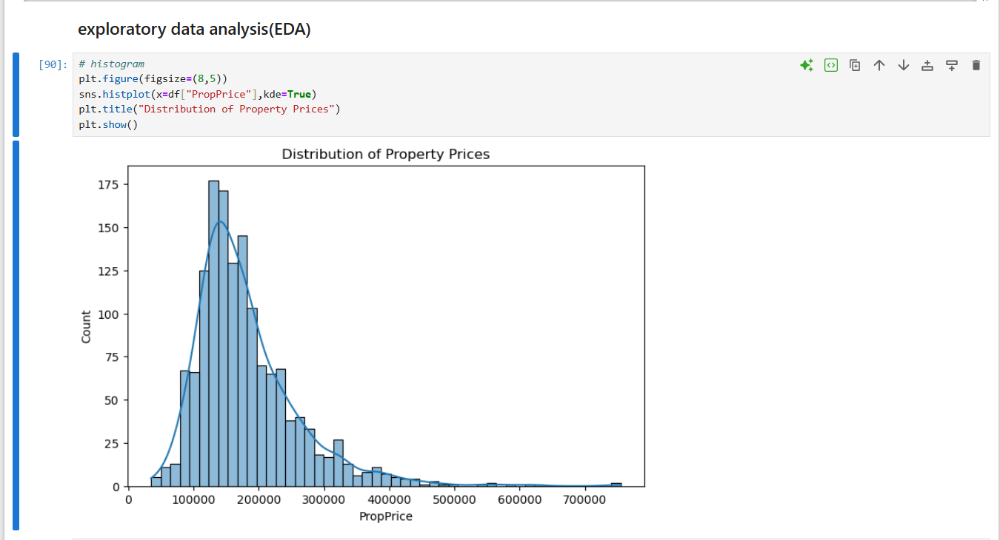 exploratory data analysis(EDA)
[90]:
# histogram
plt.figure(figsize=(8,5))
sns.histplot(x=df["PropPrice"],kde=True)
plt.title("Distribution of Property Prices")
plt.show()
Distribution of Property Prices
175
150
125
100
75
50
25
0
Count
0 100000 200000 300000 400000 500000 600000 700000
PropPrice